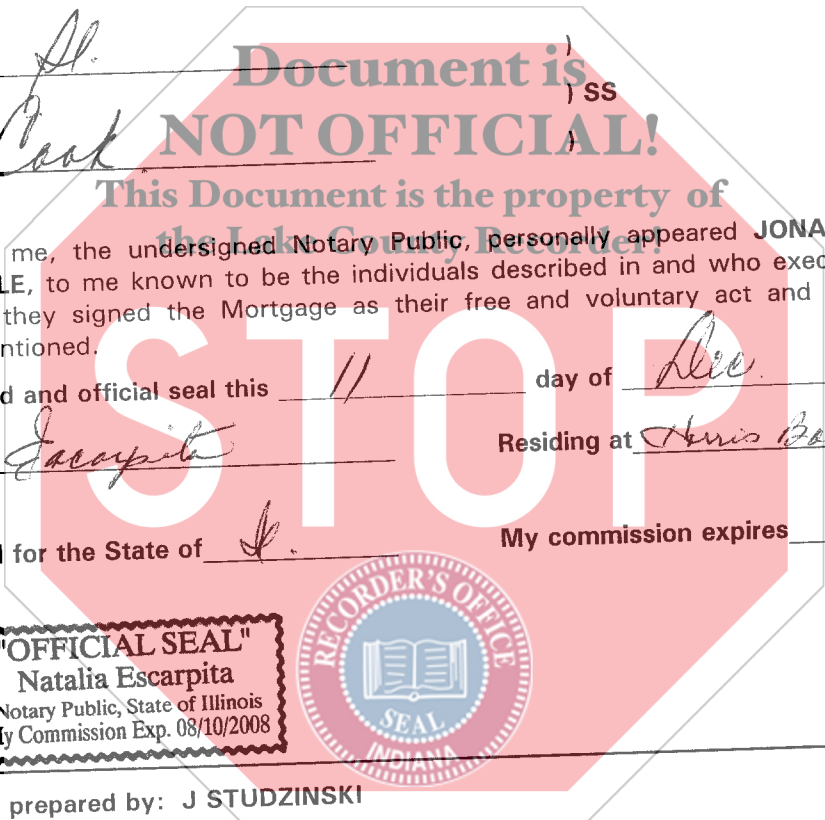 Il.
Document is
) SS
NOT OFFICIAL!
)
Cook
This Document is the property of
the Lake County Recorder!
me, the undersigned Notary Public, personally appeared JONA
LE, to me known to be the individuals described in and who exec
they signed the Mortgage as their free and voluntary act and
ntioned.
d and official seal this 11 day of Dec.
Escarpita
Residing at Harris Ba
STOP
for the State of Il.
My commission expires
RECORDER'S OFFICE
SEAL
INDIANA
"OFFICIAL SEAL"
Natalia Escarpita
Notary Public, State of Illinois
My Commission Exp. 08/10/2008
prepared by: J STUDZINSKI